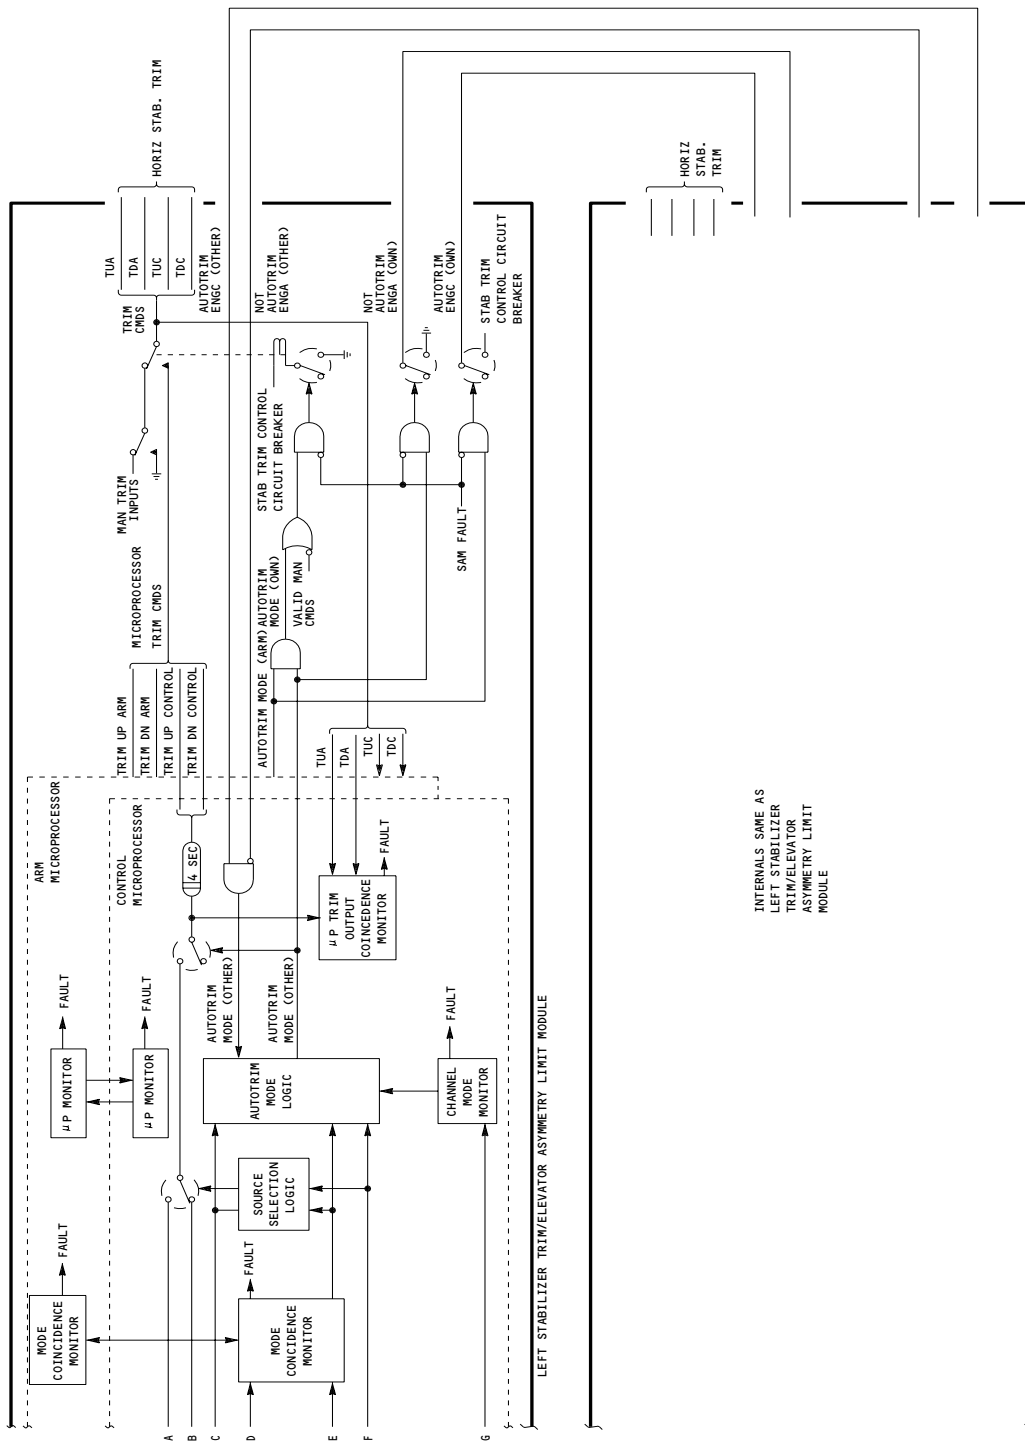 ARM
MICROPROCESSOR
CONTROL
MICROPROCESSOR
MODE
COINCIDENCE
MONITOR
FAULT
µP MONITOR
FAULT
µP MONITOR
FAULT
A
B
C
D
E
F
G
MODE
CONCIDENCE
MONITOR
FAULT
SOURCE
SELECTION
LOGIC
AUTOTRIM
MODE
LOGIC
CHANNEL
MODE
MONITOR
FAULT
AUTOTRIM
MODE (OTHER)
AUTOTRIM
MODE (OTHER)
4 SEC
µP TRIM
OUTPUT
COINCEDENCE
MONITOR
FAULT
TRIM UP ARM
TRIM DN ARM
TRIM UP CONTROL
TRIM DN CONTROL
MICROPROCESSOR
TRIM CMDS
MAN TRIM
INPUTS
TRIM
CMDS
TUA
TDA
TUC
TDC
HORIZ STAB. TRIM
AUTOTRIM
ENGC (OTHER)
NOT
AUTOTRIM
ENGA (OTHER)
AUTOTRIM MODE (ARM)
AUTOTRIM
MODE (OWN)
VALID MAN
CMDS
STAB TRIM CONTROL
CIRCUIT BREAKER
TUA
TDA
TUC
TDC
SAM FAULT
NOT
AUTOTRIM
ENGA (OWN)
AUTOTRIM
ENGC (OWN)
STAB TRIM
CONTROL CIRCUIT
BREAKER
LEFT STABILIZER TRIM/ELEVATOR ASYMMETRY LIMIT MODULE
HORIZ
STAB.
TRIM
INTERNALS SAME AS
LEFT STABILIZER
TRIM/ELEVATOR
ASYMMETRY LIMIT
MODULE